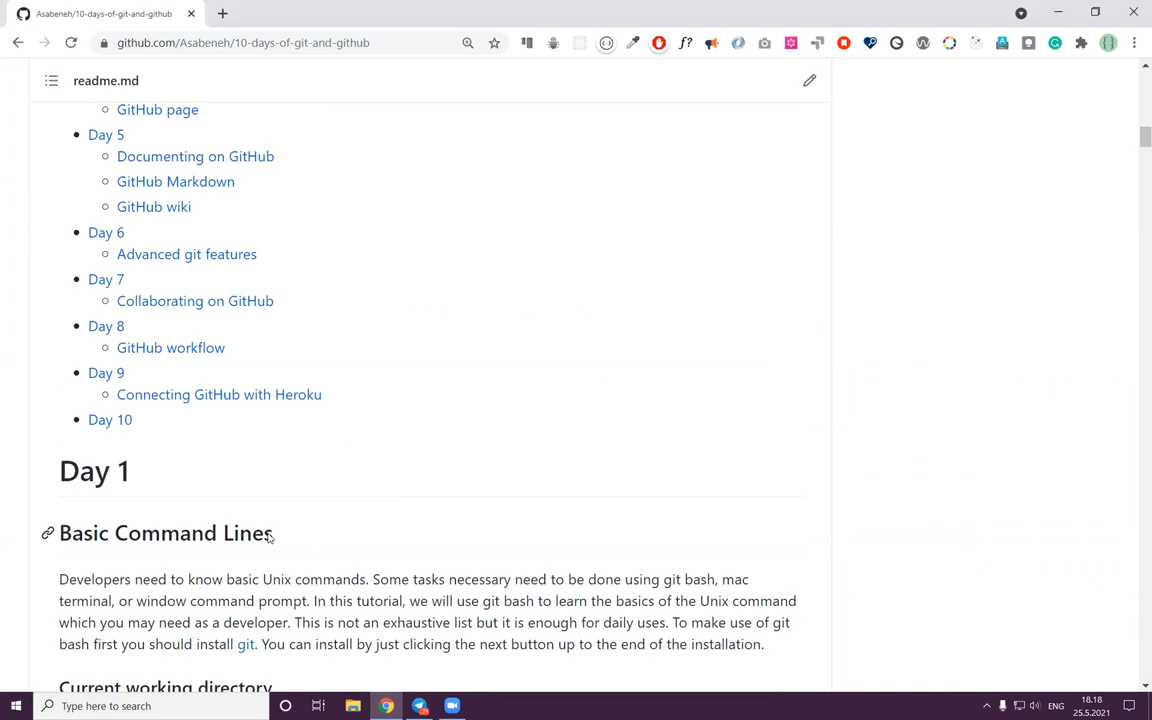 Asabeneh/10-days-of-git-and-github
github.com/Asabeneh/10-days-of-git-and-github
f?
readme.md
GitHub page
Day 5
Documenting on GitHub
GitHub Markdown
GitHub wiki
Day 6
Advanced git features
Day 7
Collaborating on GitHub
Day 8
GitHub workflow
Day 9
Connecting GitHub with Heroku
Day 10
Day 1
Basic Command Lines
Developers need to know basic Unix commands. Some tasks necessary need to be done using git bash, mac
terminal, or window command prompt. In this tutorial, we will use git bash to learn the basics of the Unix command
which you may need as a developer. This is not an exhaustive list but it is enough for daily uses. To make use of git
bash first you should install git. You can install by just clicking the next button up to the end of the installation.
Current working directory
Type here to search
ENG
18.18
25.5.2021